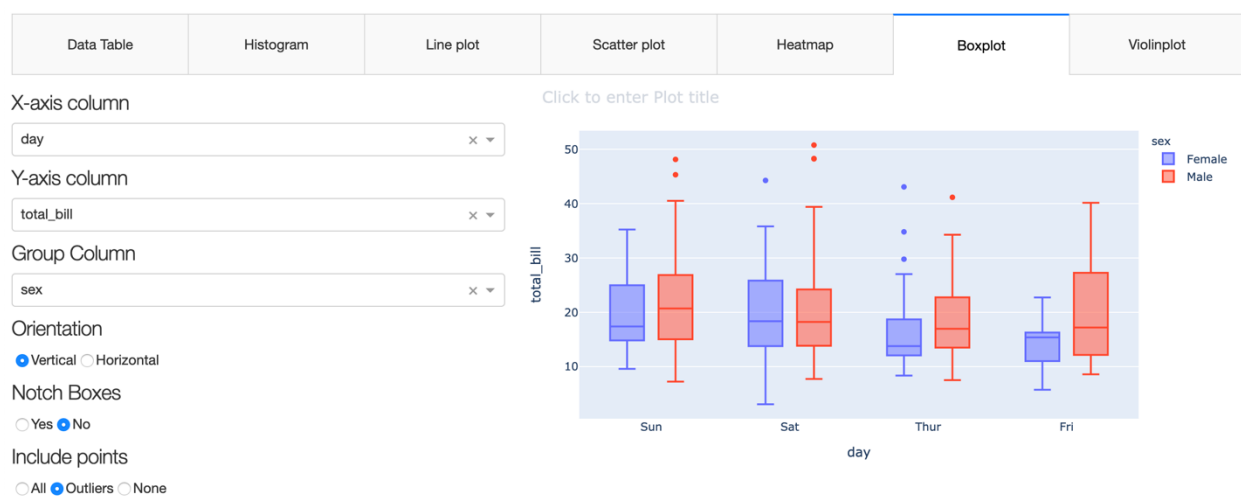 Data Table
Histogram
Line plot
Scatter plot
Heatmap
Boxplot
Violinplot
X-axis column
day
Y-axis column
total_bill
Group Column
sex
Orientation
Vertical Horizontal
Notch Boxes
Yes No
Include points
All Outliers None
Click to enter Plot title
50
40
30
20
10
total_bill
Sun
Sat
Thur
Fri
day
sex
Female
Male